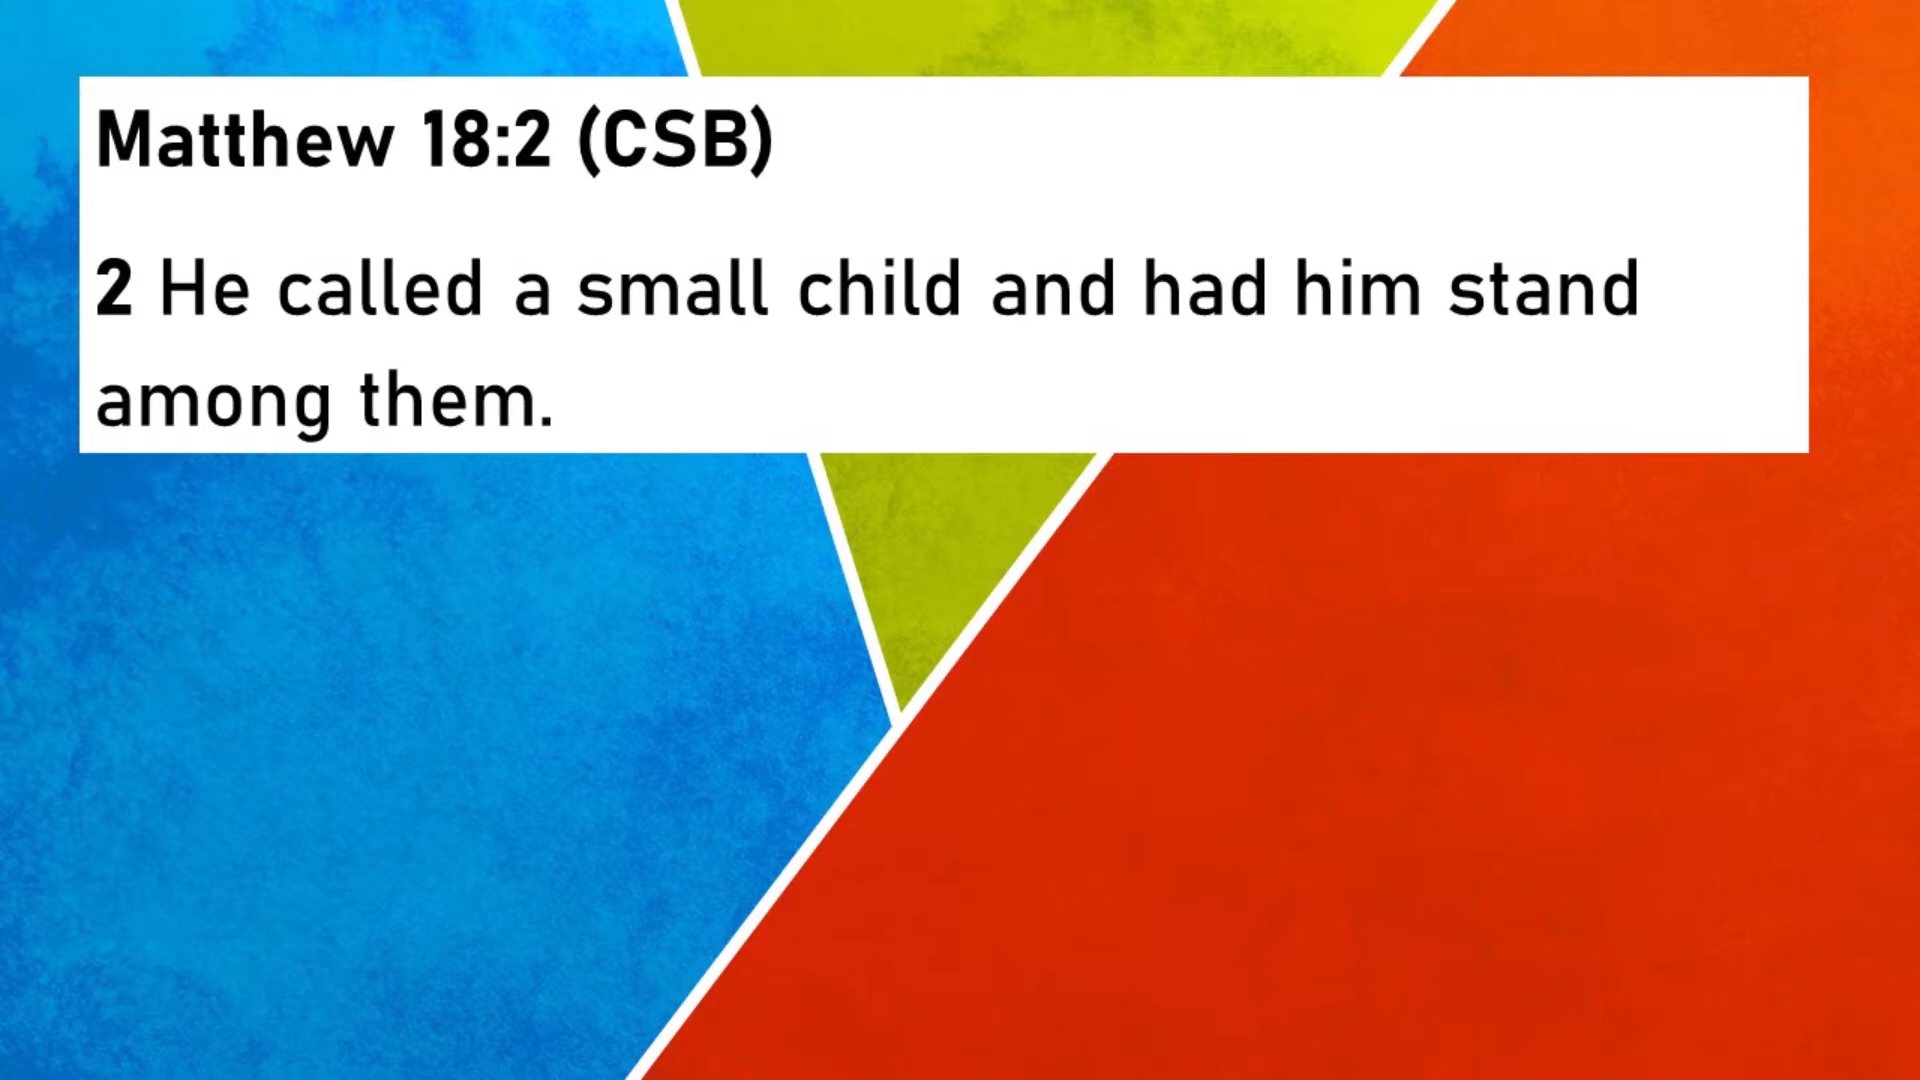 Matthew 18:2 (CSB)
2 He called a small child and had him stand
among them.